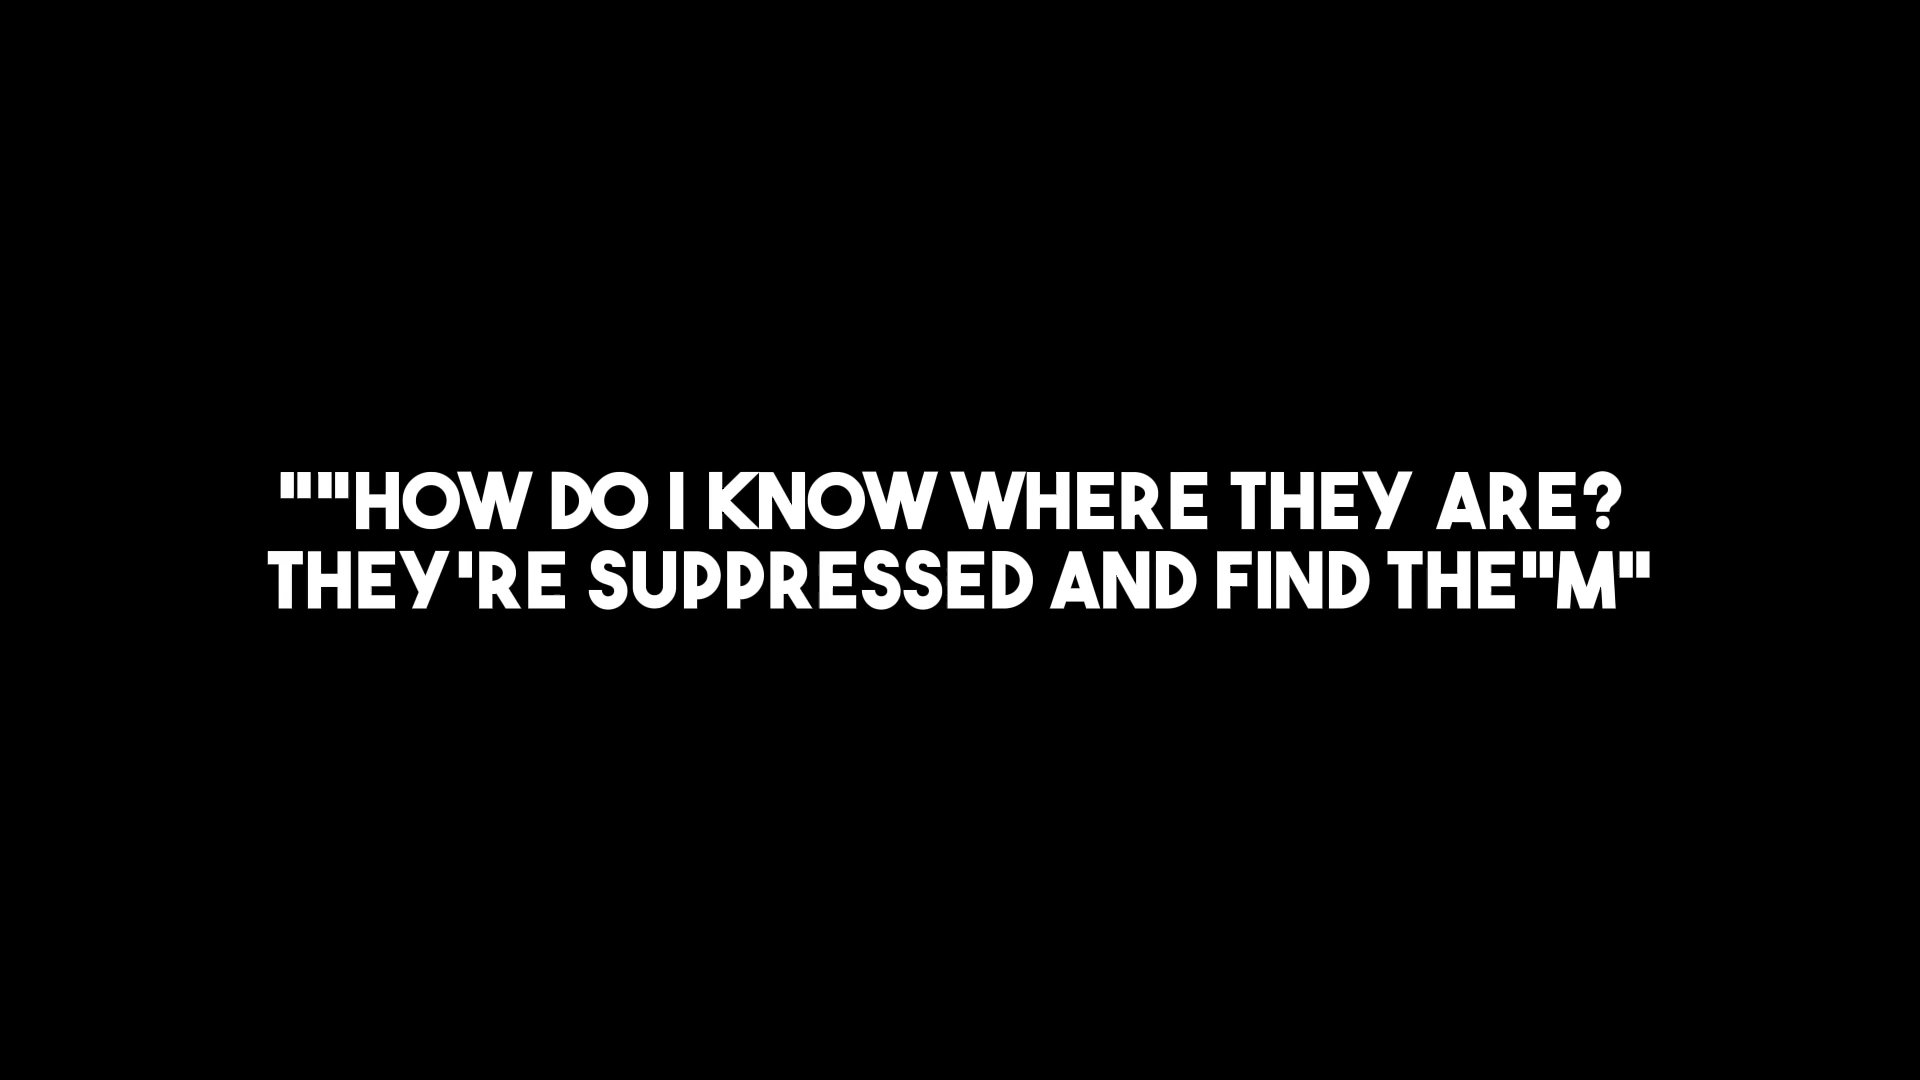 ""HOW DO I KNOW WHERE THEY ARE?
THEY'RE SUPPRESSED AND FIND THE"M"